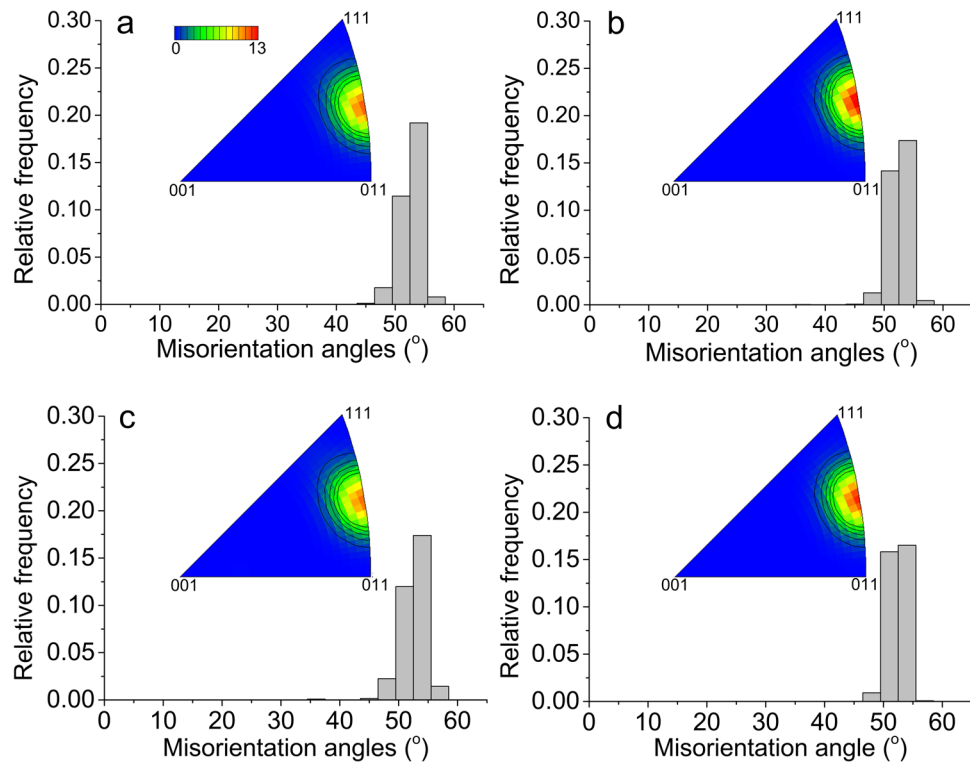 a
b
0.30
0.25
0.20
0.15
0.10
0.05
0.00
Relative frequency
0
13
111
001
011
0 10 20 30 40 50 60
Misorientation angles (°)
0.30
0.25
0.20
0.15
0.10
0.05
0.00
Relative frequency
111
001
011
0 10 20 30 40 50 60
Misorientation angles (°)
c
d
0.30
0.25
0.20
0.15
0.10
0.05
0.00
Relative frequency
111
001
011
0 10 20 30 40 50 60
Misorientation angles (°)
0.30
0.25
0.20
0.15
0.10
0.05
0.00
Relative frequency
111
001
011
0 10 20 30 40 50 60
Misorientation angle (°)